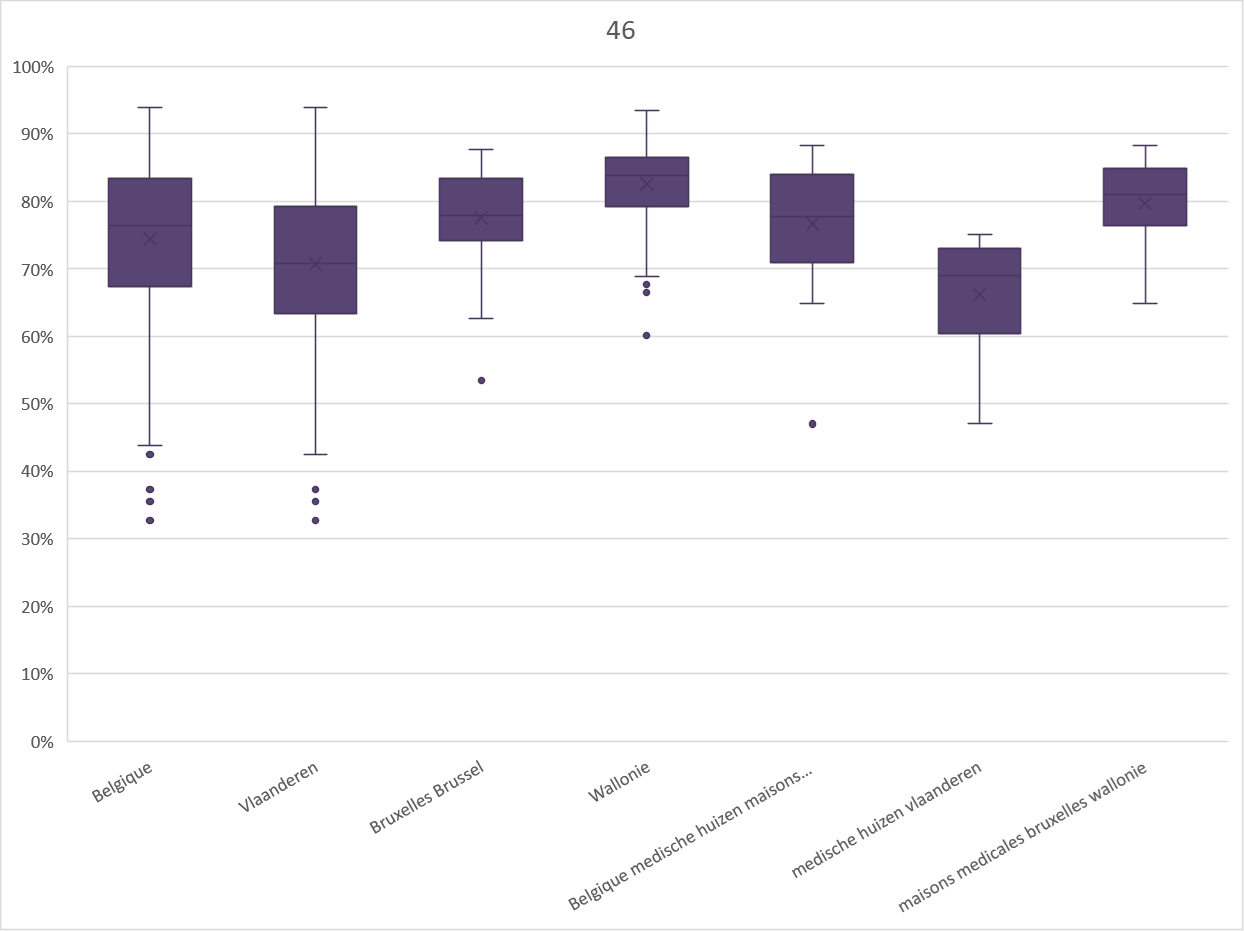 46
100%
90%
80%
70%
60%
50%
40%
30%
20%
10%
0%
Belgique
Vlaanderen
Bruxelles Brussel
Wallonie
Belgique medische huizen maisons...
medische huizen vlaanderen
maisons medicales bruxelles wallonie